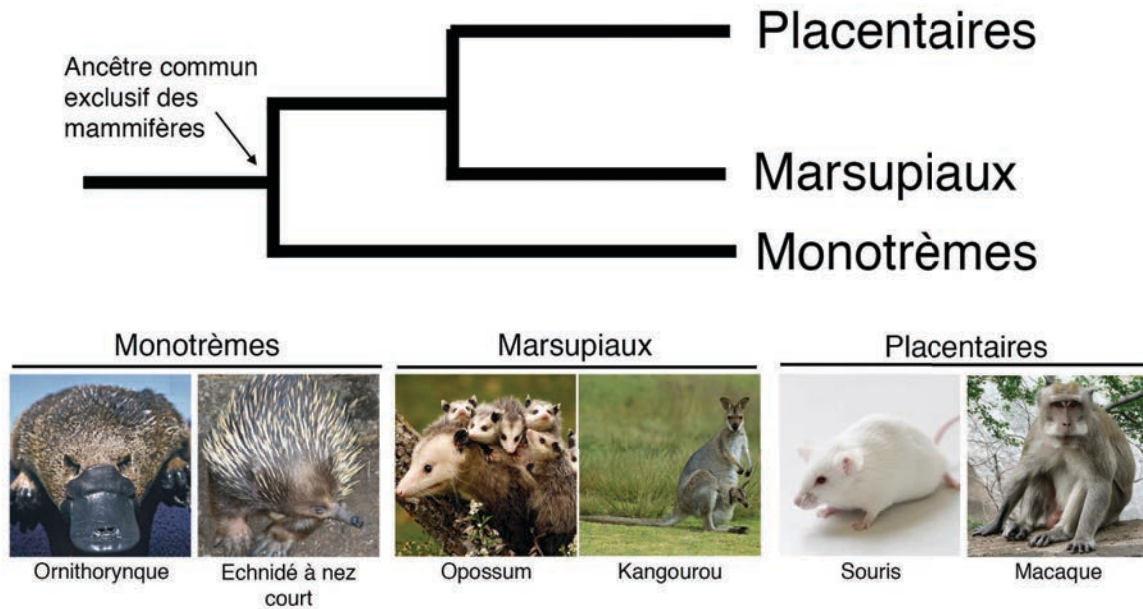 Placentaires
Ancêtre commun
exclusif des
mammifères
Marsupiaux
Monotrèmes
Monotrèmes
Marsupiaux
Placentaires
Ornithorynque
Echnidé à nez
court
Opossum
Kangourou
Souris
Macaque